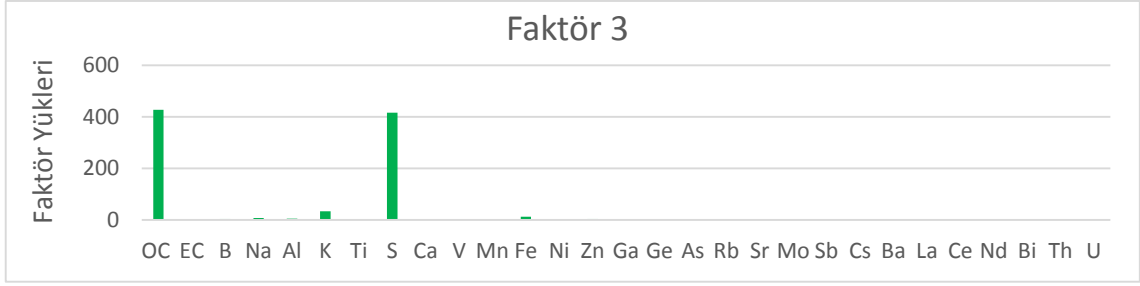 Faktör 3
Faktör Yükleri
600
400
200
0
OC EC B Na Al K Ti S Ca V Mn Fe Ni Zn Ga Ge As Rb Sr Mo Sb Cs Ba La Ce Nd Bi Th U